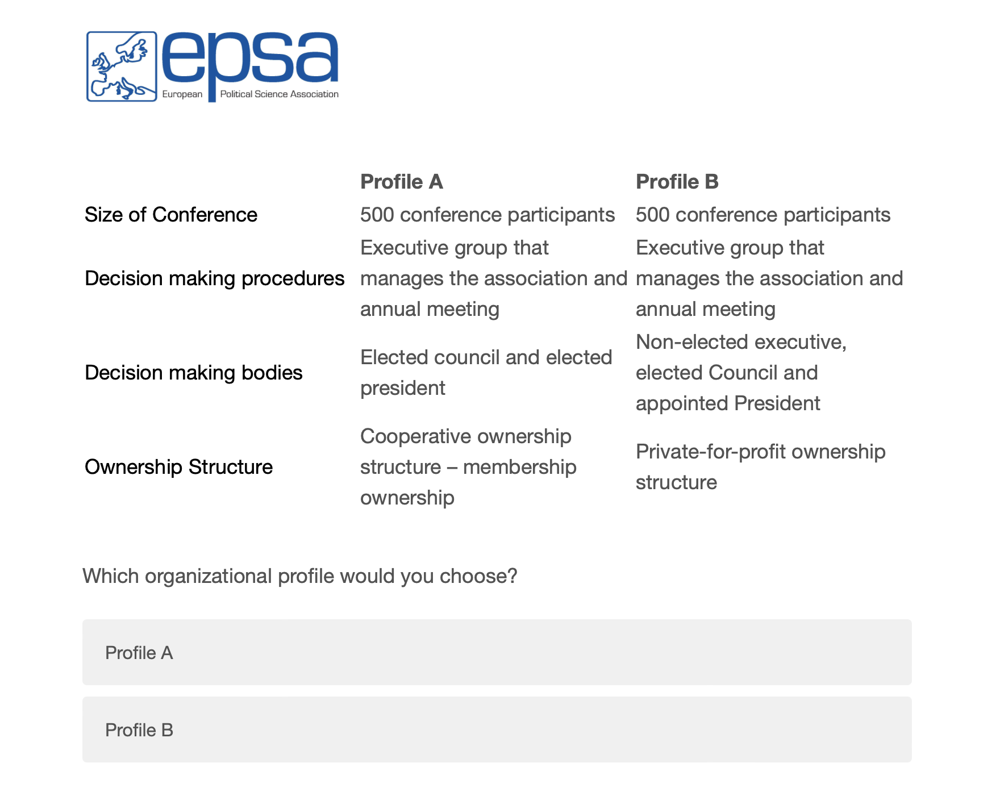 epsa
European Political Science Association
Profile A Profile B
Size of Conference 500 conference participants 500 conference participants
Decision making procedures
Executive group that
manages the association and
annual meeting
Executive group that
manages the association and
annual meeting
Decision making bodies
Elected council and elected
president
Non-elected executive,
elected Council and
appointed President
Ownership Structure
Cooperative ownership
structure – membership
ownership
Private-for-profit ownership
structure
Which organizational profile would you choose?
Profile A
Profile B